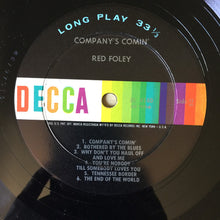 LONG PLAY 33⅓
COMPANY'S COMIN'
RED FOLEY
DECCA
1. COMPANY'S COMIN'
2. BOTHERED BY THE BLUES
3. WHY DON'T YOU HAUL OFF
AND LOVE ME
4. YOU'RE NOBODY
TILL SOMEBODY LOVES YOU
5. TENNESSEE BORDER
6. THE END OF THE WORLD